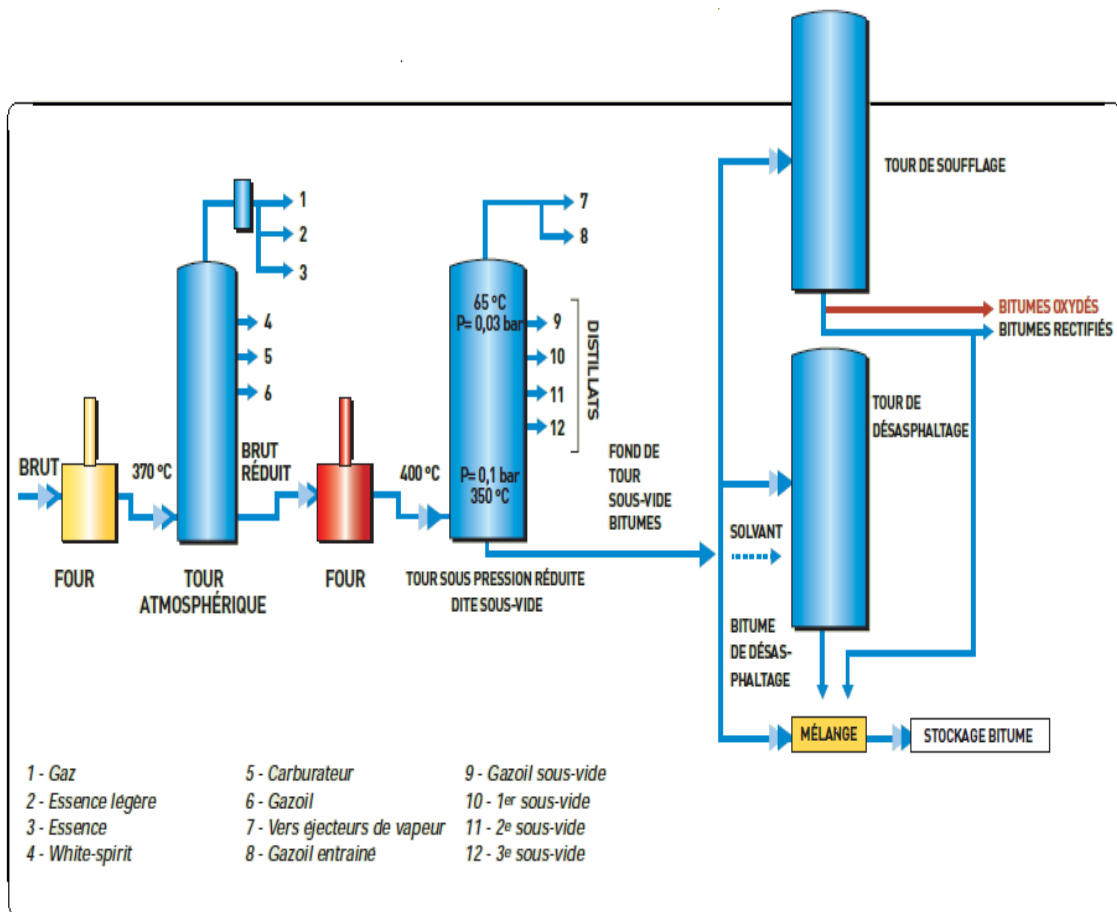 TOUR DE SOUFFLAGE
1
2
3
4
5
6
7
8
65 °C
P= 0,03 bar
9
10
11
12
DISTILLATS
BITUMES OXYDÉS
BITUMES RECTIFIÉS
TOUR DE
DÉSASPHALTAGE
BRUT
370 °C
BRUT
RÉDUIT
400°C
P= 0,1 bar
350 °C
FOND DE
TOUR
SOUS-VIDE
BITUMES
SOLVANT
FOUR
TOUR
ATMOSPHÉRIQUE
FOUR
TOUR SOUS PRESSION RÉDUITE
DITE SOUS-VIDE
BITUME
DE DÉSAS-
PHALTAGE
MÉLANGE
STOCKAGE BITUME
1 - Gaz
2 - Essence légère
3 - Essence
4 - White-spirit
5 - Carburateur
6 - Gazoil
7 - Vers éjecteurs de vapeur
8 - Gazoil entrainé
9 - Gazoil sous-vide
10 - 1er sous-vide
11 - 2e sous-vide
12 - 3e sous-vide